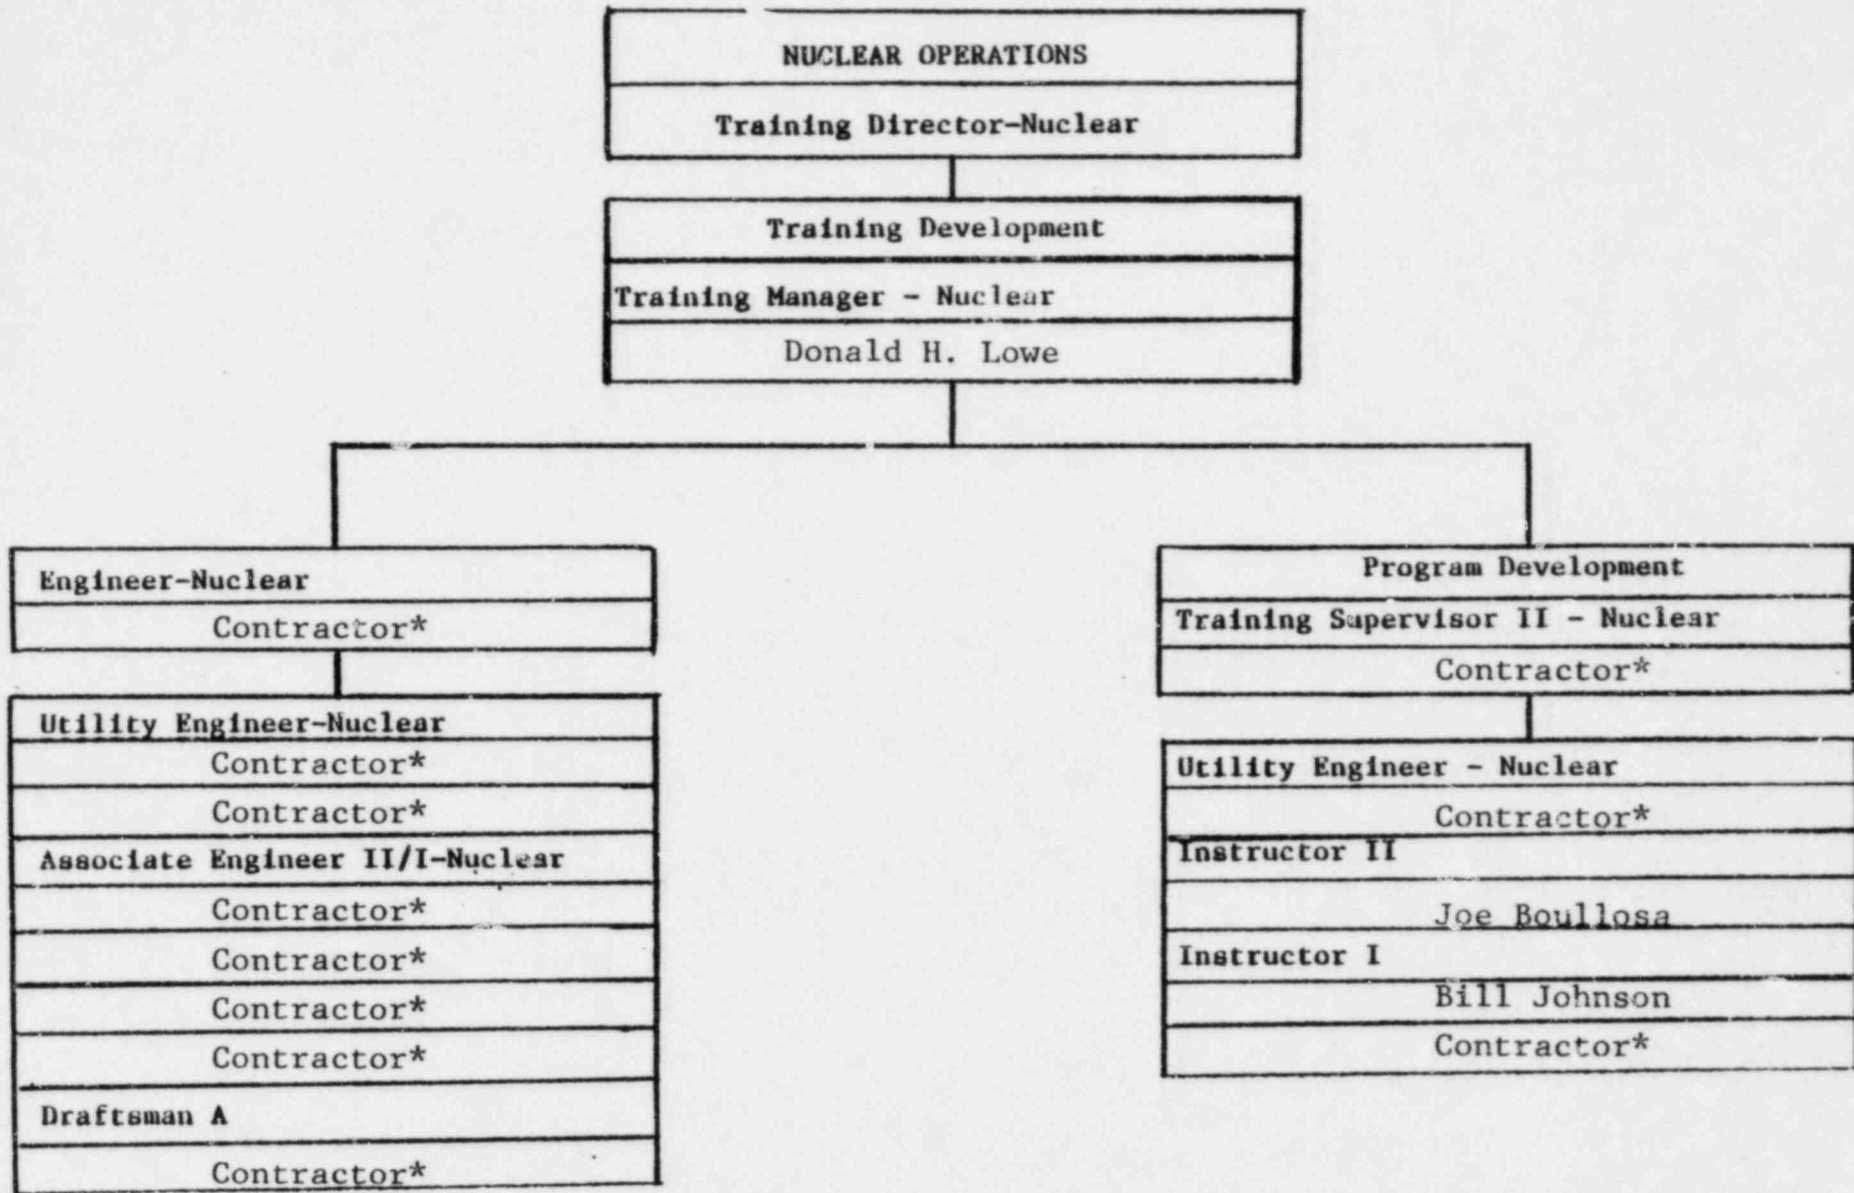 NUCLEAR OPERATIONS
Training Director-Nuclear
Training Development
Training Manager - Nuclear
Donald H. Lowe
Engineer-Nuclear
Contractor*
Utility Engineer-Nuclear
Contractor*
Contractor*
Associate Engineer II/I-Nuclear
Contractor*
Contractor*
Contractor*
Contractor*
Draftsman A
Contractor*
Program Development
Training Supervisor II - Nuclear
Contractor*
Utility Engineer - Nuclear
Contractor*
Instructor II
Joe Boullosa
Instructor I
Bill Johnson
Contractor*